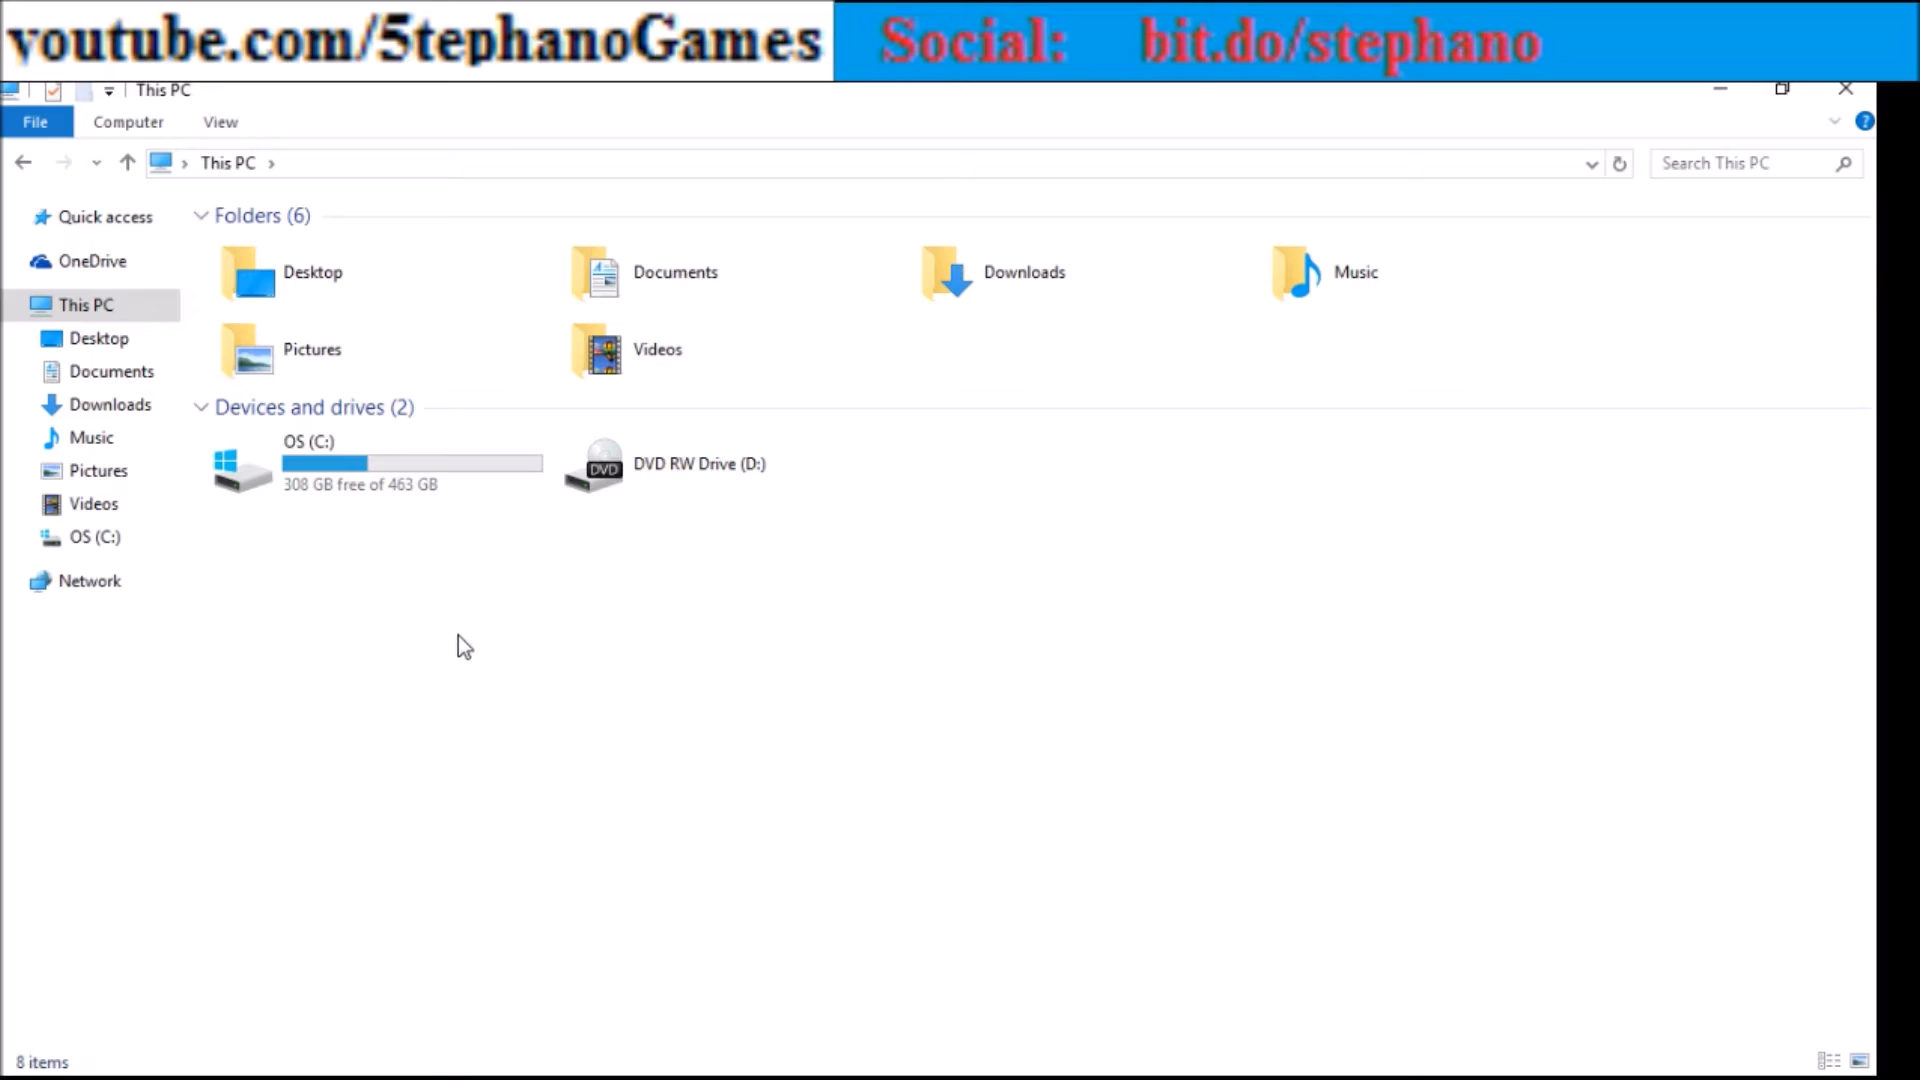 youtube.com/5tephanoGames Social: bit.do/stephano
This PC
File Computer View
This PC
Search This PC
Quick access
OneDrive
This PC
Desktop
Documents
Downloads
Music
Pictures
Videos
OS (C:)
Network
Folders (6)
Desktop Documents Downloads Music
Pictures Videos
Devices and drives (2)
OS (C:)
308 GB free of 463 GB
DVD
DVD RW Drive (D:)
8 items